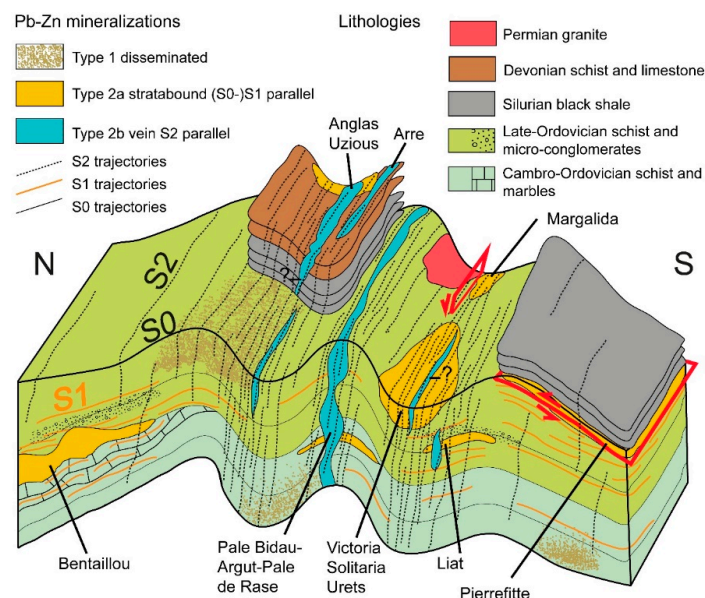 Pb-Zn mineralizations
Type 1 disseminated
Type 2a stratabound (S0-)S1 parallel
Type 2b vein S2 parallel
S2 trajectories
S1 trajectories
S0 trajectories
Lithologies
Permian granite
Devonian schist and limestone
Silurian black shale
Late-Ordovician schist and
micro-conglomerates
Cambro-Ordovician schist and
marbles
Anglas
Uzious
Arre
Margalida
N
S
S2
S0
S1
?
?
Bentaillou
Pale Bidau-
Argut-Pale
de Rase
Victoria
Solitaria
Urets
Liat
Pierrefitte